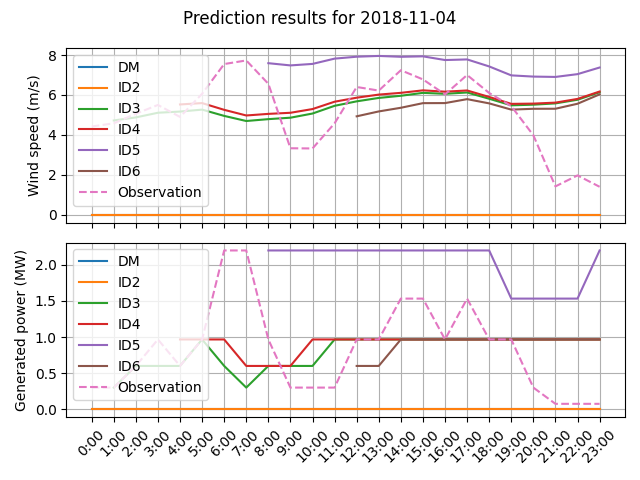 Prediction results for 2018-11-04
Wind speed (m/s)
8
6
4
2
0
DM
ID2
ID3
ID4
ID5
ID6
Observation
Generated power (MW)
2.0
1.5
1.0
0.5
0.0
DM
ID2
ID3
ID4
ID5
ID6
Observation
0:00 1:00 2:00 3:00 4:00 5:00 6:00 7:00 8:00 9:00 10:00 11:00 12:00 13:00 14:00 15:00 16:00 17:00 18:00 19:00 20:00 21:00 22:00 23:00